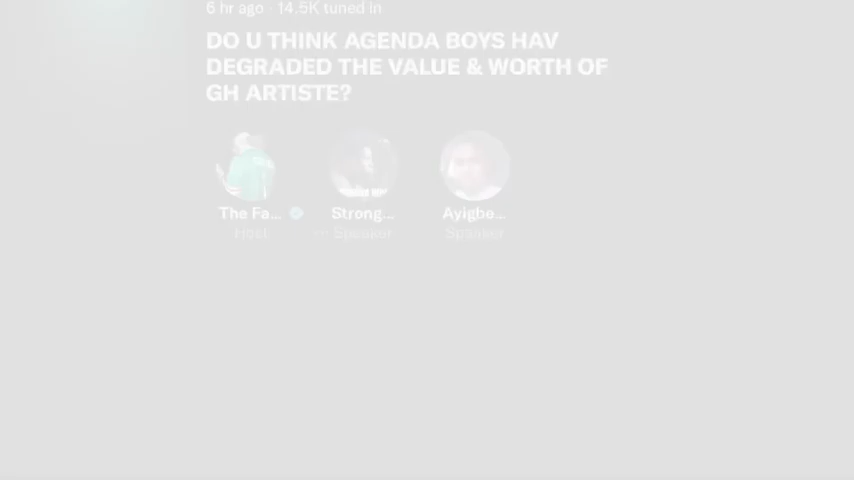 6 hr ago · 14.5K tuned in
DO U THINK AGENDA BOYS HAV
DEGRADED THE VALUE & WORTH OF
GH ARTISTE?
The Fa... Strong... Ayigbe...
Host Speaker Speaker